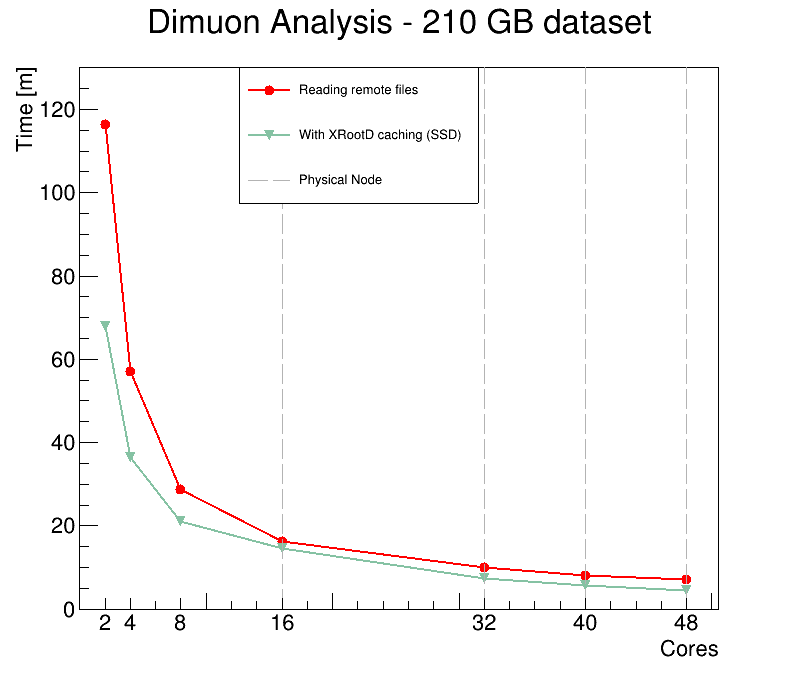 Dimuon Analysis - 210 GB dataset
Time [m]
Reading remote files
With XRootD caching (SSD)
Physical Node
120
100
80
60
40
20
0
2 4 8 16 32 40 48
Cores